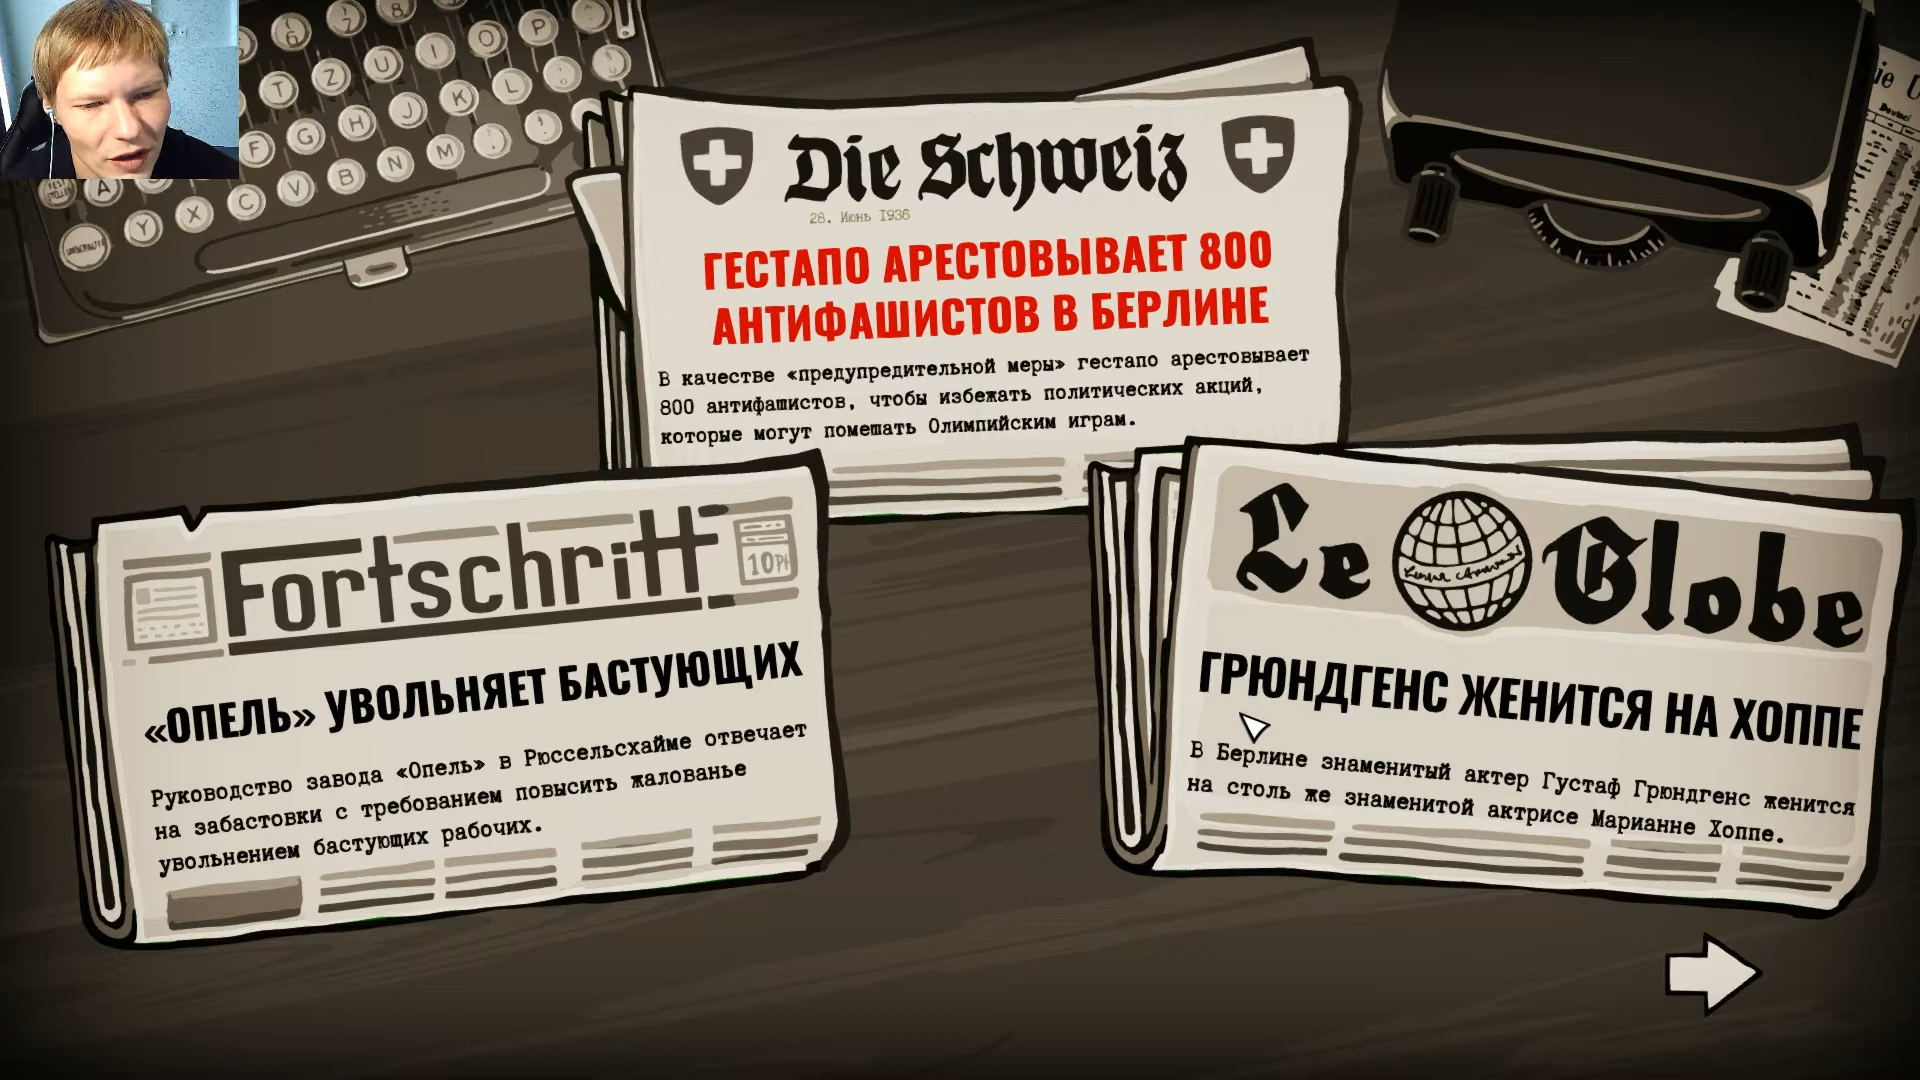 6
7
8
T
Z
U
I
O
P
F
G
H
J
K
L
A
Y
X
C
V
B
N
M
Die Schweiz
28. Июнь 1936
ГЕСТАПО АРЕСТОВЫВАЕТ 800
АНТИФАШИСТОВ В БЕРЛИНЕ
В качестве «предупредительной меры» гестапо арестовывает
800 антифашистов, чтобы избежать политических акций,
которые могут помешать Олимпийским играм.
Fortschritt
10Pf
«ОПЕЛЬ» УВОЛЬНЯЕТ БАСТУЮЩИХ
Руководство завода «Опель» в Рюссельсхайме отвечает
на забастовки с требованием повысить жалованье
увольнением бастующих рабочих.
Le Globe
ГРЮНДГЕНС ЖЕНИТСЯ НА ХОППЕ
В Берлине знаменитый актер Густаф Грюндгенс женится
на столь же знаменитой актрисе Марианне Хоппе.